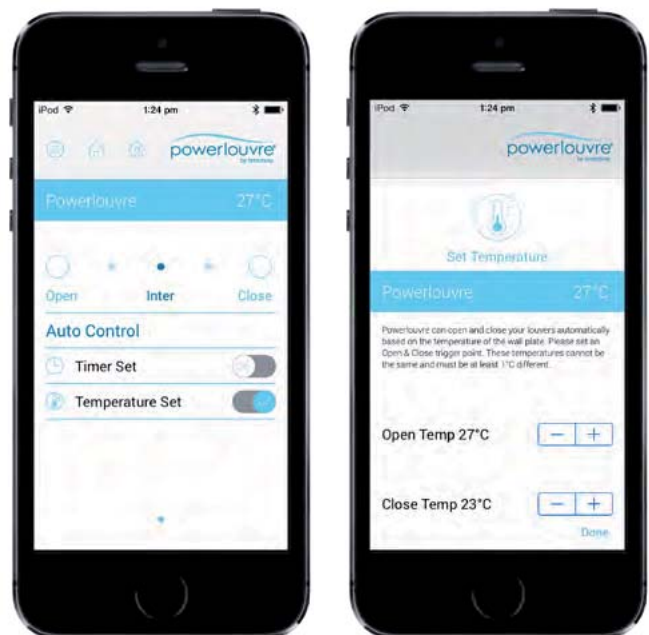 iPod 1:24 pm
powerlouvre
Powerlouvre 27°C
Open Inter Close
Auto Control
Timer Set
Temperature Set
iPod 1:24 pm
powerlouvre
Set Temperature
Powerlouvre 27°C
Powerlouvre can open and close your louvers automatically
based on the temperature of the wall plate. Please set an
Open & Close trigger point. These temperatures cannot be
the same and must be at least 1°C different.
Open Temp 27°C - +
Close Temp 23°C - +
Done